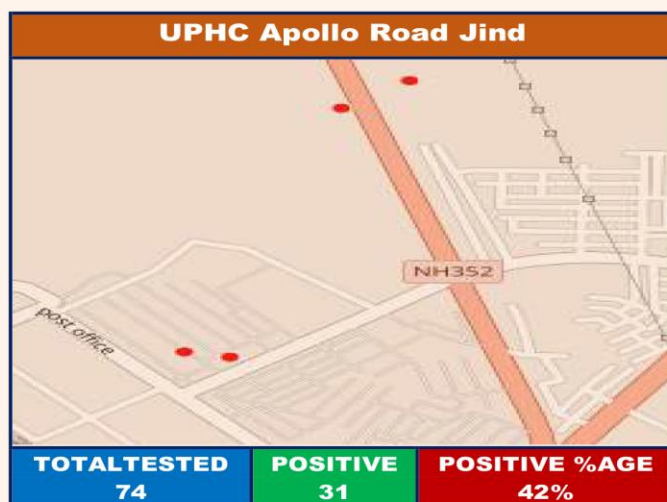 UPHC Apollo Road Jind
NH352
post office
TOTALTESTED
74
POSITIVE
31
POSITIVE %AGE
42%